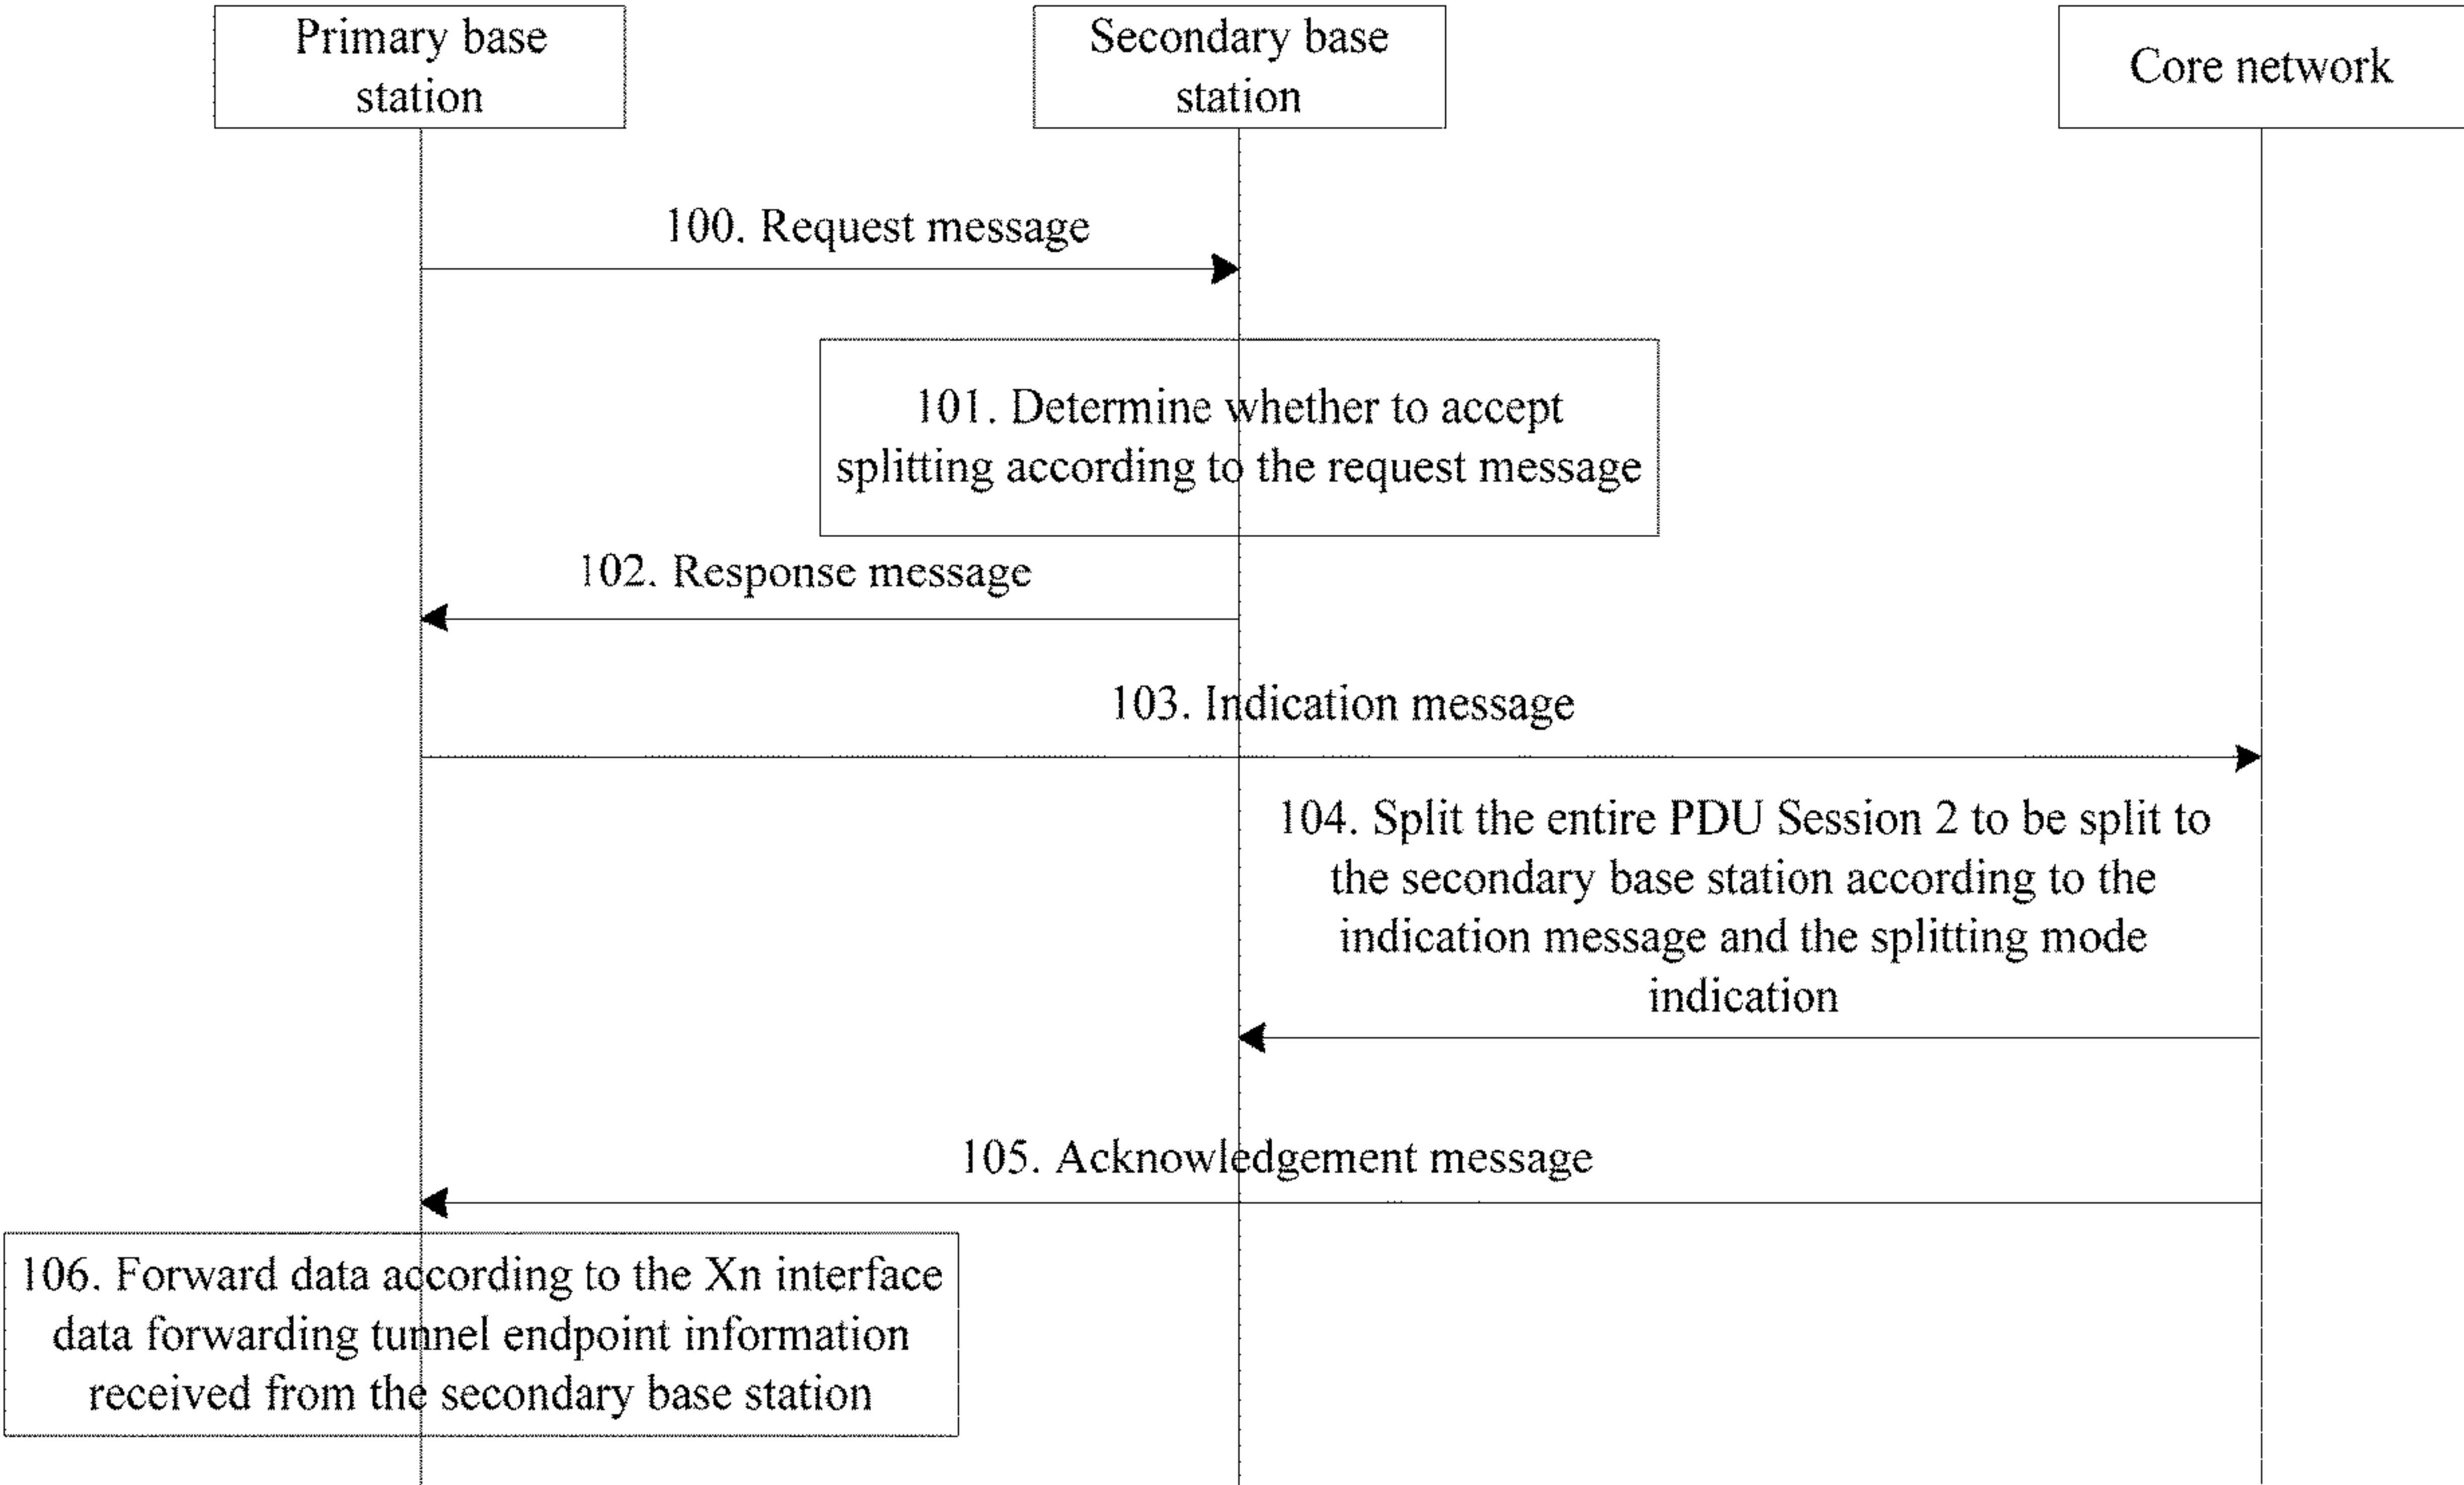 Primary base
station
Secondary base
station
Core network
100. Request message
101. Determine whether to accept
splitting according to the request message
102. Response message
103. Indication message
104. Split the entire PDU Session 2 to be split to
the secondary base station according to the
indication message and the splitting mode
indication
105. Acknowledgement message
106. Forward data according to the Xn interface
data forwarding tunnel endpoint information
received from the secondary base station